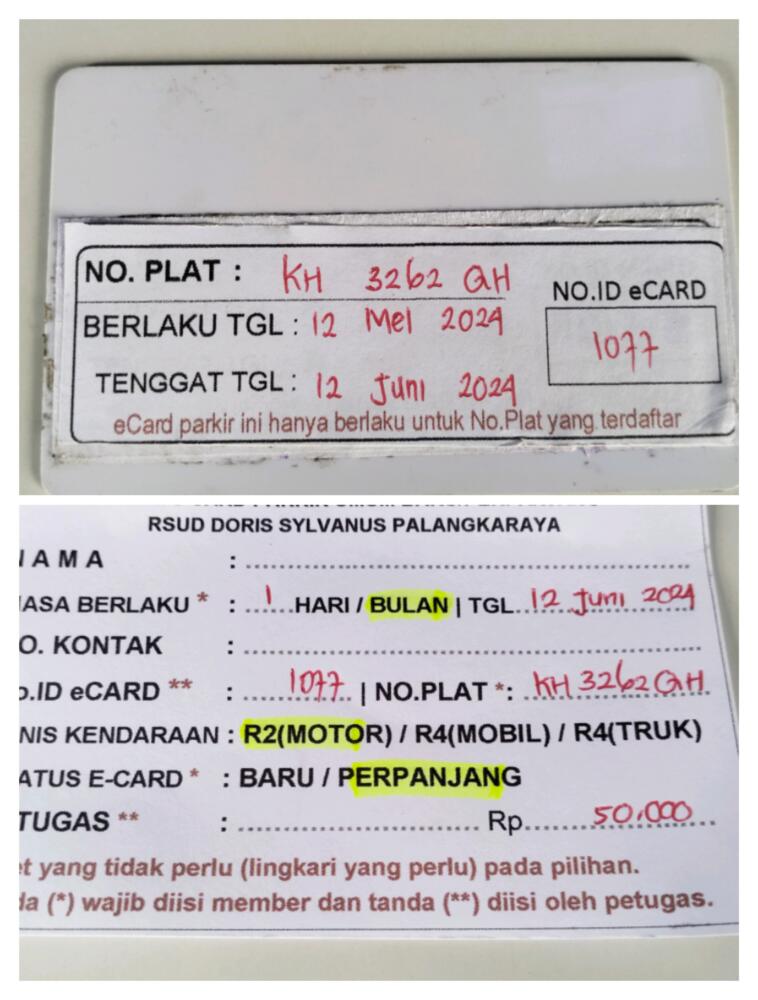 NO. PLAT : KH 3262 QH
NO.ID eCARD
BERLAKU TGL : 12 Mei 2024
1077
TENGGAT TGL : 12 Juni 2024
eCard parkir ini hanya berlaku untuk No.Plat yang terdaftar
RSUD DORIS SYLVANUS PALANGKARAYA
AMA : ........
ASA BERLAKU * : 1 HARI / BULAN | TGL. 12 Juni 2024
O. KONTAK : ........
.ID eCARD ** : 1077 | NO.PLAT *: KH 3262 QH
NIS KENDARAAN : R2(MOTOR) / R4(MOBIL) / R4(TRUK)
ATUS E-CARD * : BARU / PERPANJANG
TUGAS ** : ........ Rp. 50.000
t yang tidak perlu (lingkari yang perlu) pada pilihan.
da (*) wajib diisi member dan tanda (**) diisi oleh petugas.